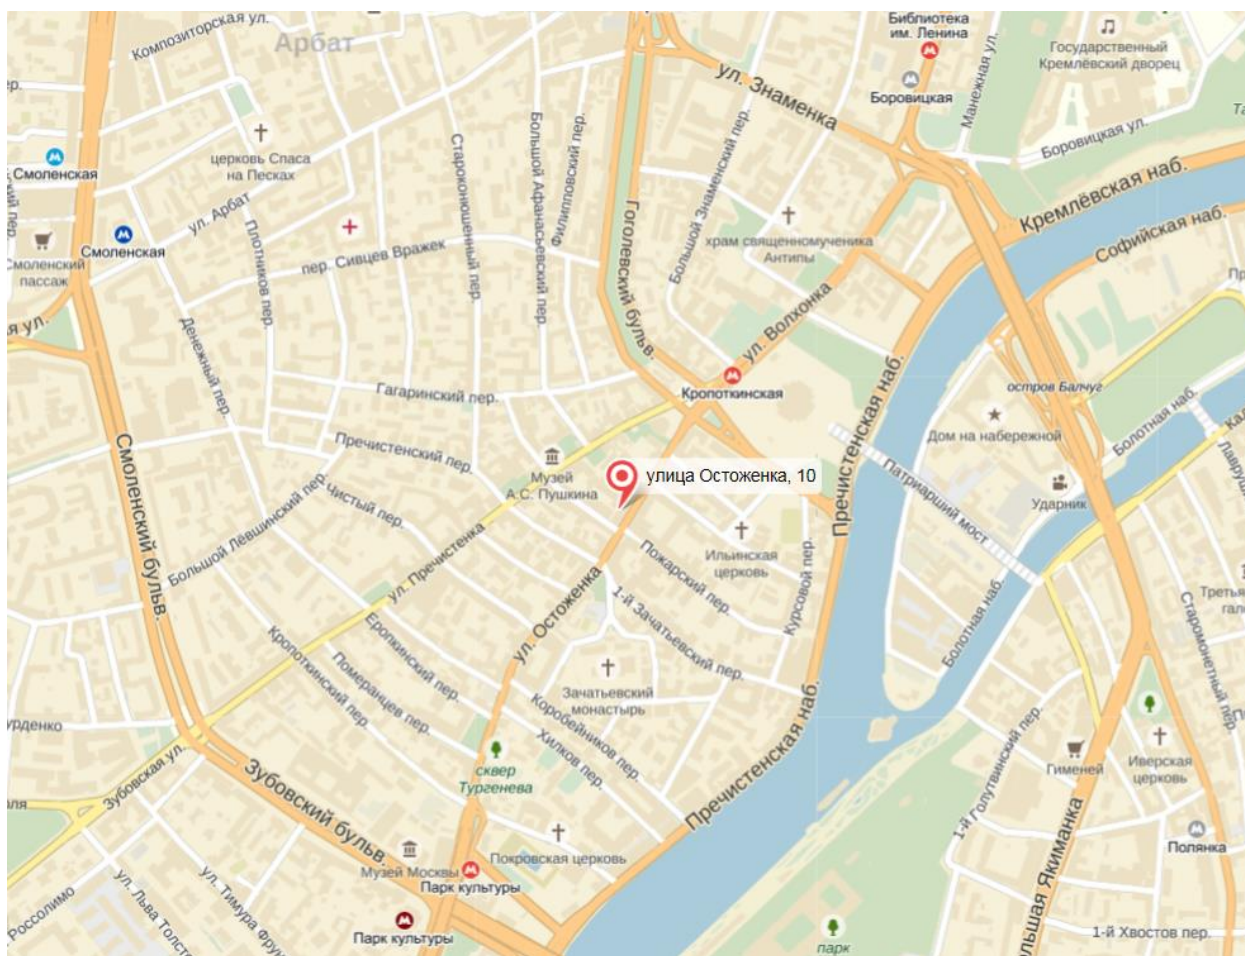 Композиторская ул.
Арбат
Библиотека
им. Ленина
Боровицкая
Манежная ул.
Государственный
Кремлёвский дворец
ул. Знаменка
Боровицкая ул.
Смоленская
церковь Спаса
на Песках
Староконюшенный пер.
Большой Афанасьевский пер.
Филипповский пер.
Большой Знаменский пер.
Кремлёвская наб.
Софийская наб.
ул. Арбат
Смоленская
Смоленский
пассаж
Плотников пер.
пер. Сивцев Вражек
Гоголевский бульв.
храм священномученика
Антипы
ул. Волхонка
Денежный пер.
Гагаринский пер.
Кропоткинская
Пречистенская наб.
остров Балчуг
Дом на набережной
Болотная наб.
Смоленский бульв.
Пречистенский пер.
Музей
А.С. Пушкина
улица Остоженка, 10
Патриарший мост
Ударник
Большой Лёвшинский пер.
Чистый пер.
ул. Пречистенка
Ильинская
церковь
Пожарский пер.
Курсовой пер.
ул. Остоженка
1-й Зачатьевский пер.
Болотная наб.
Старомонетный пер.
Кропоткинский пер.
Еропкинский пер.
Померанцев пер.
Зачатьевский
монастырь
Коробейников пер.
Хилков пер.
Пречистенская наб.
сквер
Тургенева
Зубовская ул.
Зубовский бульв.
1-й Голутвинский пер.
Гименей
Иверская
церковь
Полянка
Музей Москвы
Покровская церковь
Парк культуры
Парк культуры
Россолимо
ул. Льва Толсто
ул. Тимура Фрун
парк
1-й Хвостов пер.